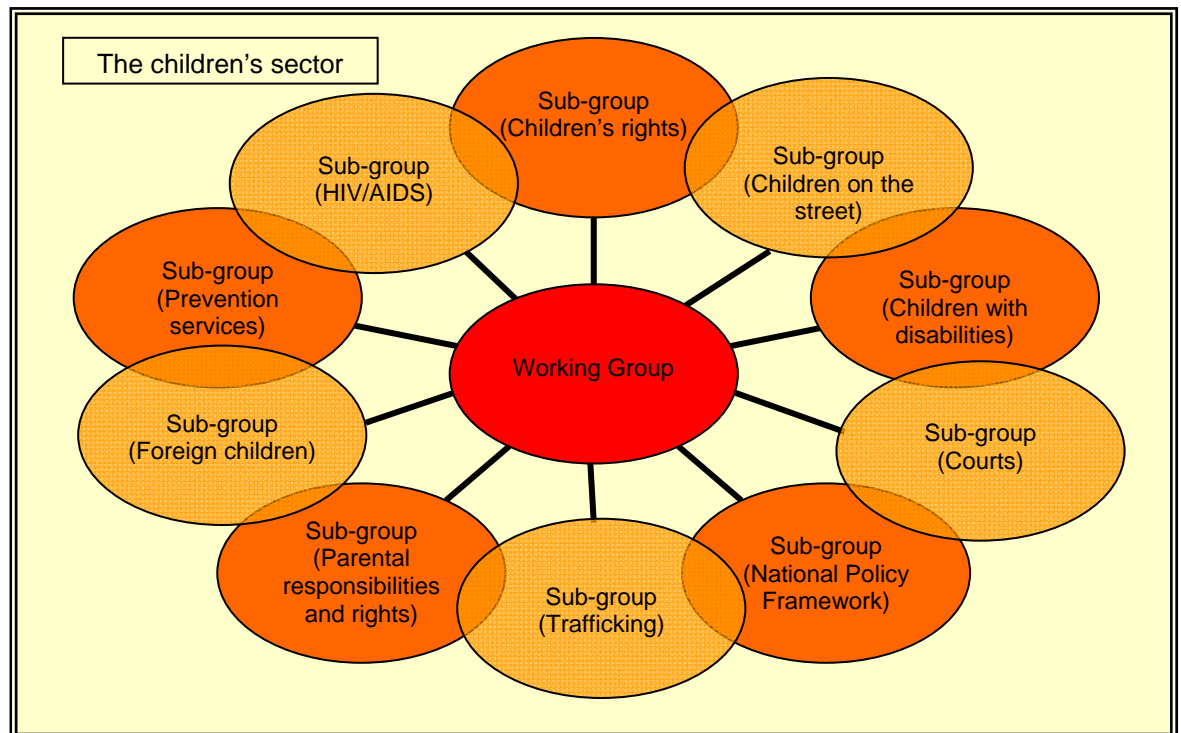 The children’s sector
Sub-group
(Children’s rights)
Sub-group
(Children on the
street)
Sub-group
(HIV/AIDS)
Sub-group
(Prevention
services)
Sub-group
(Children with
disabilities)
Working Group
Sub-group
(Foreign children)
Sub-group
(Courts)
Sub-group
(Parental
responsibilities
and rights)
Sub-group
(Trafficking)
Sub-group
(National Policy
Framework)